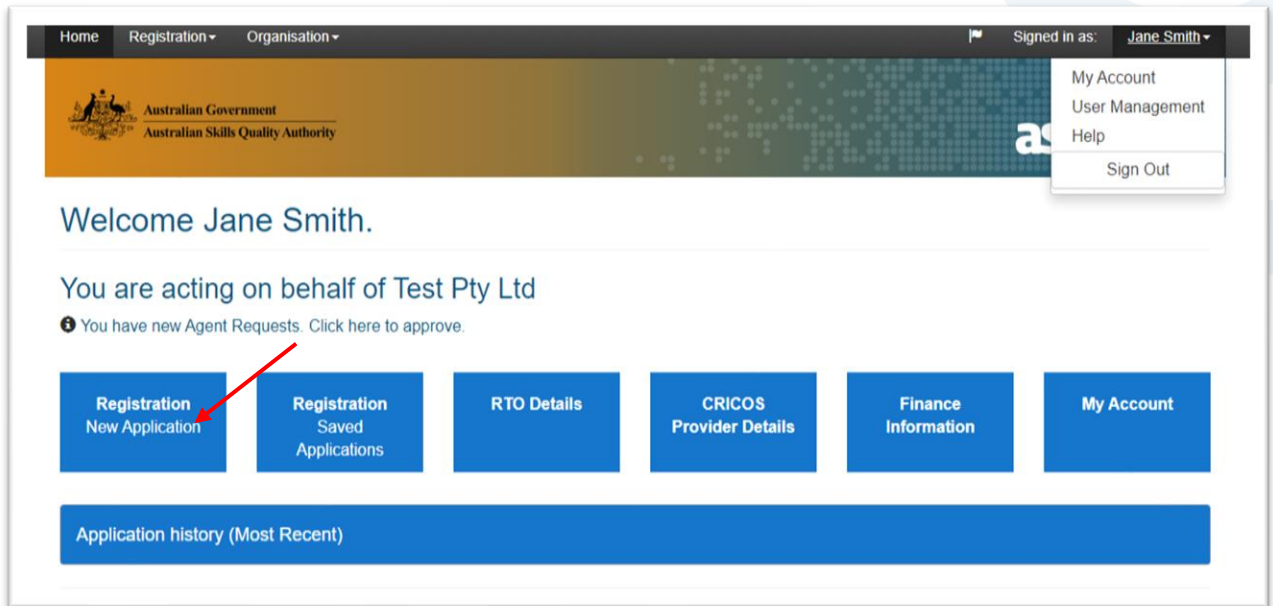 Home Registration Organisation Signed in as: Jane Smith
My Account
User Management
Help
Sign Out
Australian Government
Australian Skills Quality Authority
Welcome Jane Smith.
You are acting on behalf of Test Pty Ltd
You have new Agent Requests. Click here to approve.
Registration
New Application
Registration
Saved
Applications
RTO Details
CRICOS
Provider Details
Finance
Information
My Account
Application history (Most Recent)